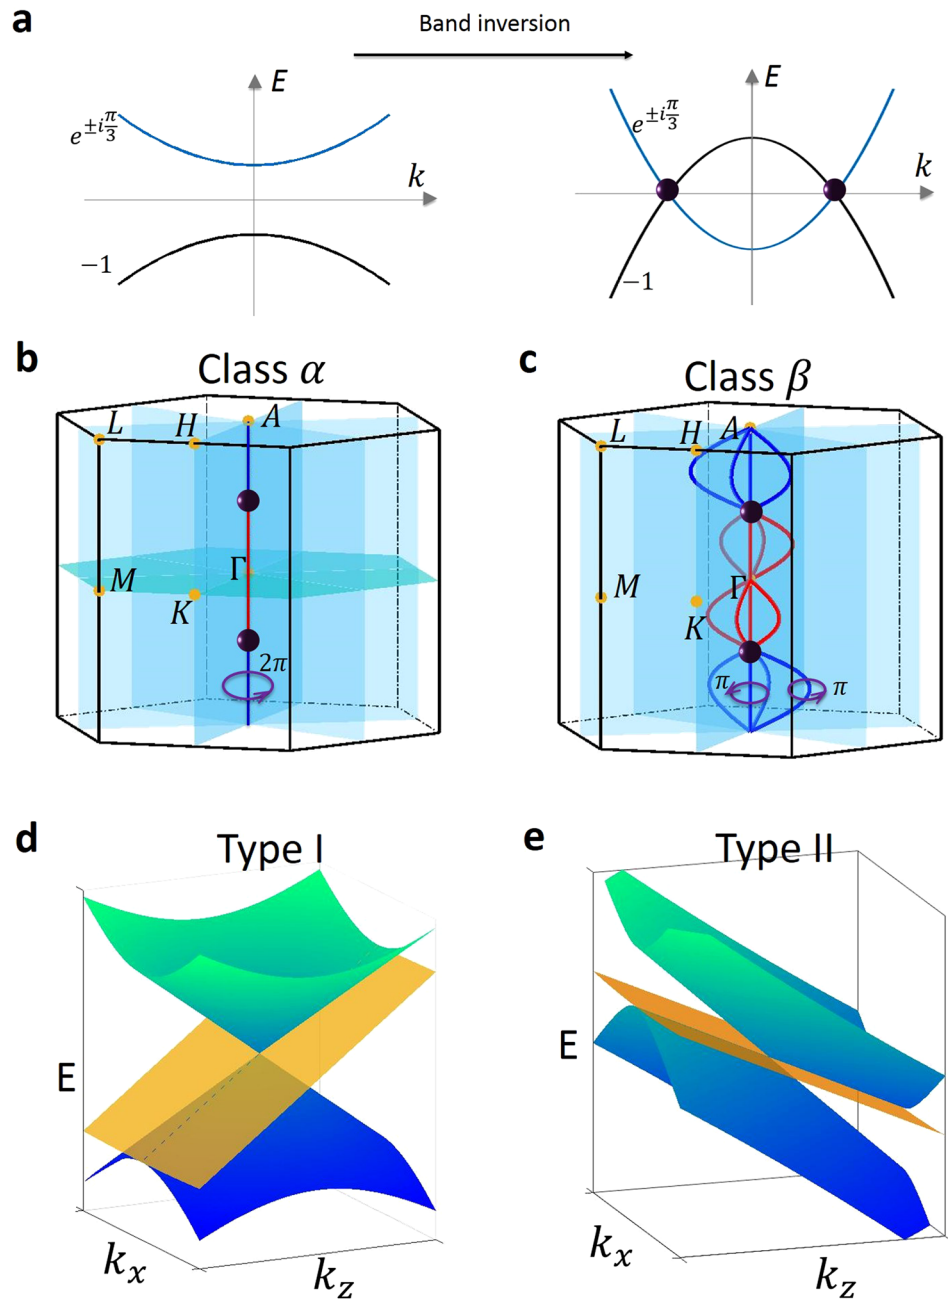 a
Band inversion
E
E
e^{±iπ/3}
e^{±iπ/3}
k
k
−1
−1
b
Class α
c
Class β
L
H
A
L
H
A
Γ
Γ
M
K
M
K
2π
π
π
d
Type I
e
Type II
E
E
k_x
k_z
k_x
k_z